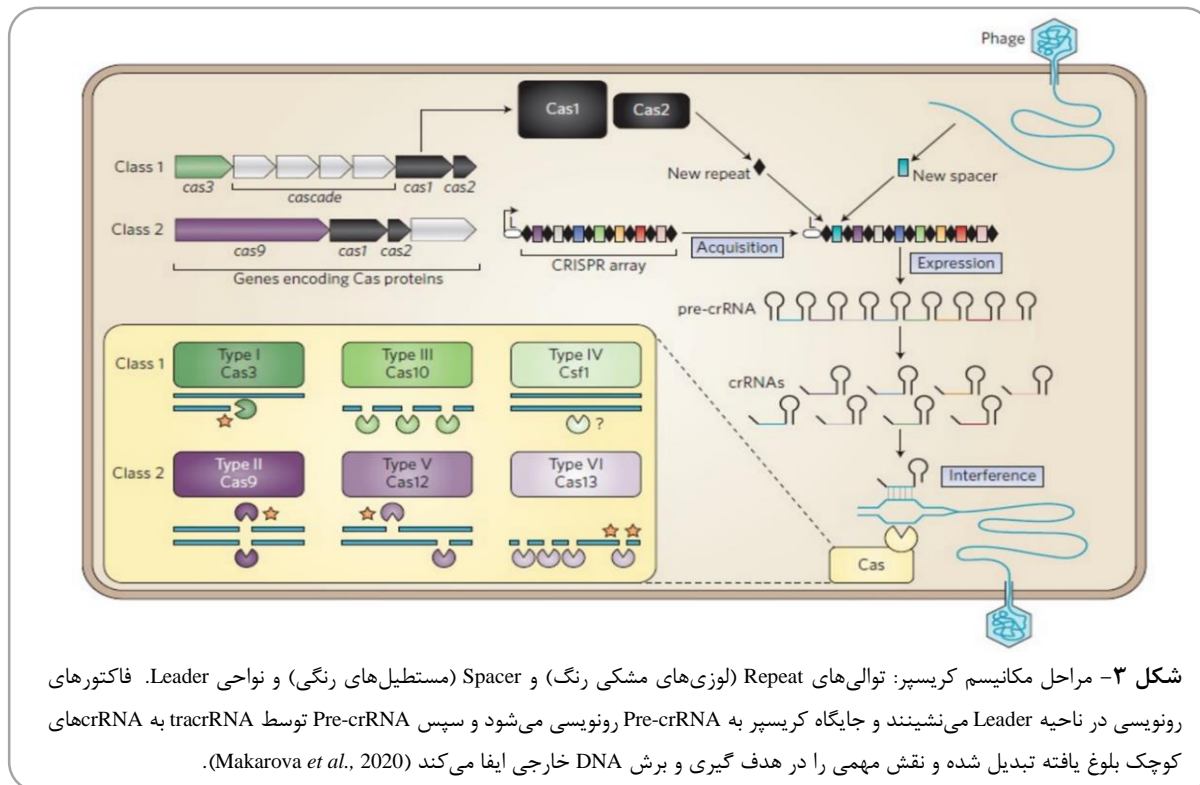 Phage
Cas1
Cas2
Class 1
cas3
cascade
cas1
cas2
New repeat
New spacer
Class 2
cas9
cas1
cas2
Genes encoding Cas proteins
L
CRISPR array
Acquisition
L
Expression
pre-crRNA
crRNAs
Interference
Cas
Class 1
Type I
Cas3
Type III
Cas10
Type IV
Csf1
?
Class 2
Type II
Cas9
Type V
Cas12
Type VI
Cas13
شکل ۳- مراحل مکانیسم کریسپر: توالی‌های Repeat (لوزی‌های مشکی رنگ) و Spacer (مستطیل‌های رنگی) و نواحی Leader. فاکتورهای
رونویسی در ناحیه Leader می‌نشینند و جایگاه کریسپر به Pre-crRNA رونویسی می‌شود و سپس Pre-crRNA توسط tracrRNA به crRNAهای
کوچک بلوغ یافته تبدیل شده و نقش مهمی را در هدف گیری و برش DNA خارجی ایفا می‌کند (Makarova et al., 2020).